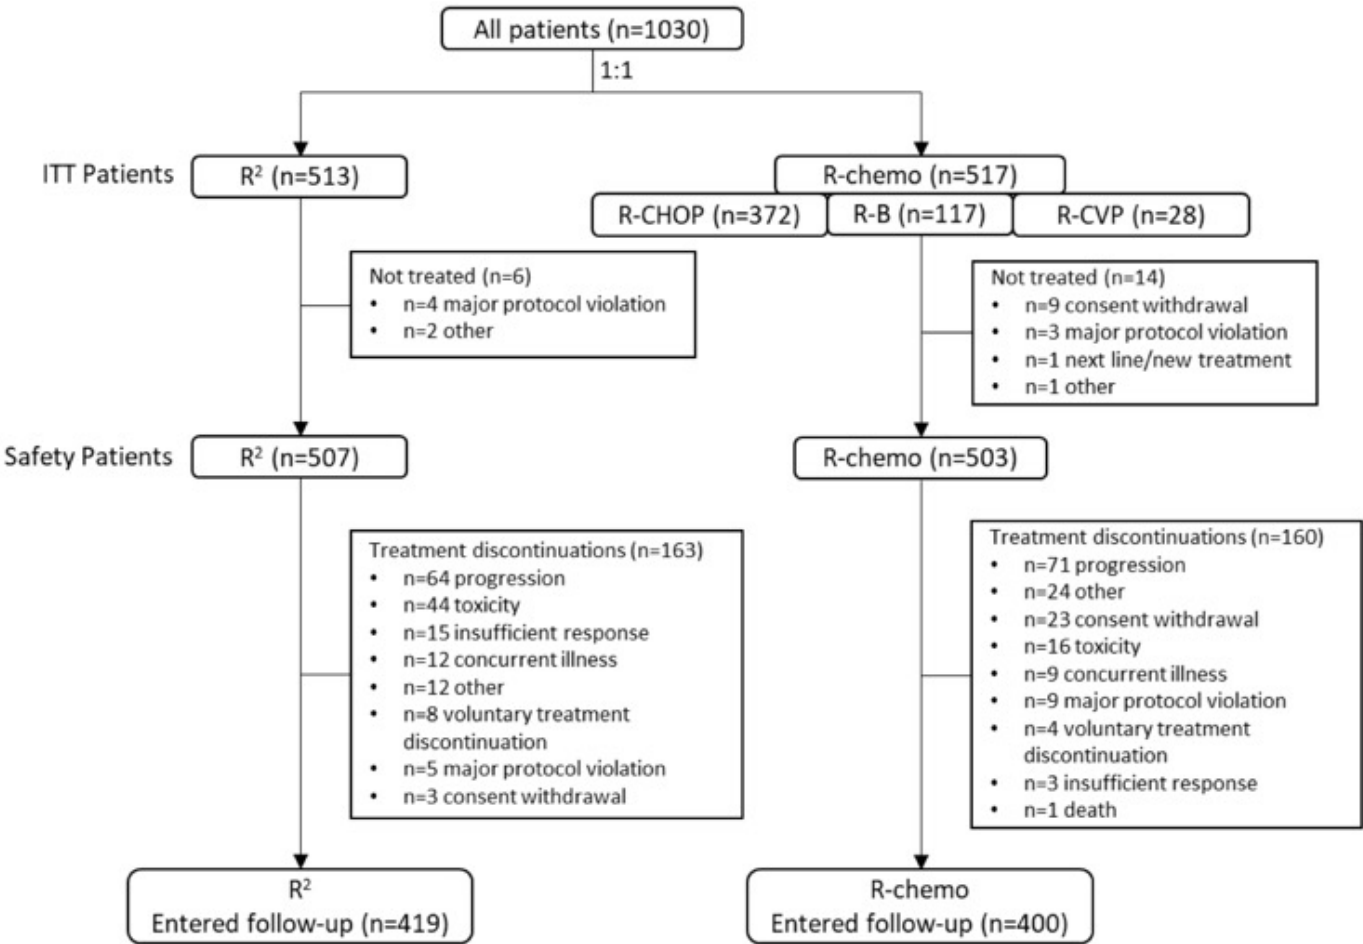 All patients (n=1030)
1:1
ITT Patients
R² (n=513)
R-chemo (n=517)
R-CHOP (n=372)
R-B (n=117)
R-CVP (n=28)
Not treated (n=6)
• n=4 major protocol violation
• n=2 other
Not treated (n=14)
• n=9 consent withdrawal
• n=3 major protocol violation
• n=1 next line/new treatment
• n=1 other
Safety Patients
R² (n=507)
R-chemo (n=503)
Treatment discontinuations (n=163)
• n=64 progression
• n=44 toxicity
• n=15 insufficient response
• n=12 concurrent illness
• n=12 other
• n=8 voluntary treatment
discontinuation
• n=5 major protocol violation
• n=3 consent withdrawal
Treatment discontinuations (n=160)
• n=71 progression
• n=24 other
• n=23 consent withdrawal
• n=16 toxicity
• n=9 concurrent illness
• n=9 major protocol violation
• n=4 voluntary treatment
discontinuation
• n=3 insufficient response
• n=1 death
R²
Entered follow-up (n=419)
R-chemo
Entered follow-up (n=400)